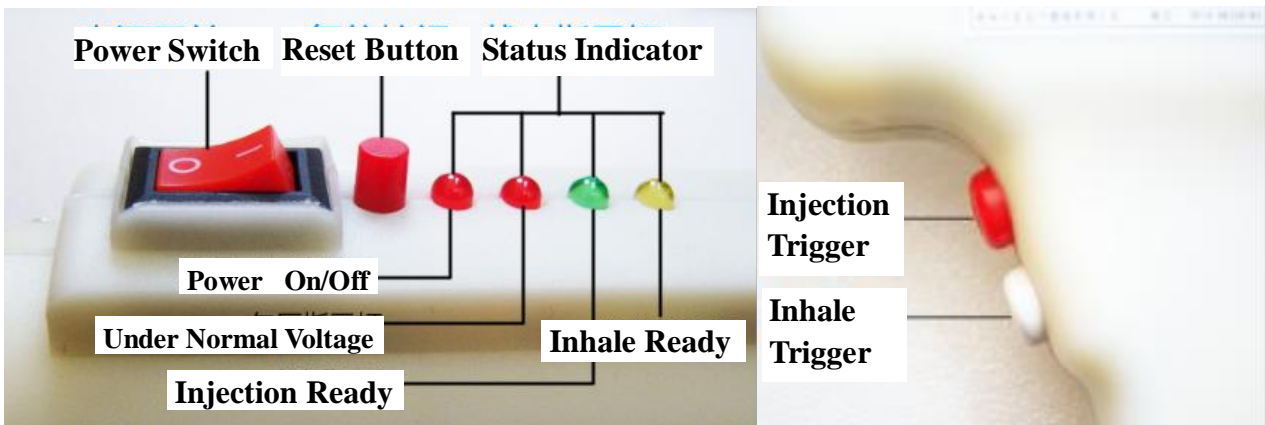 Power Switch
Reset Button
Status Indicator
O
Power On/Off
Under Normal Voltage
Injection Ready
Inhale Ready
Injection
Trigger
Inhale
Trigger